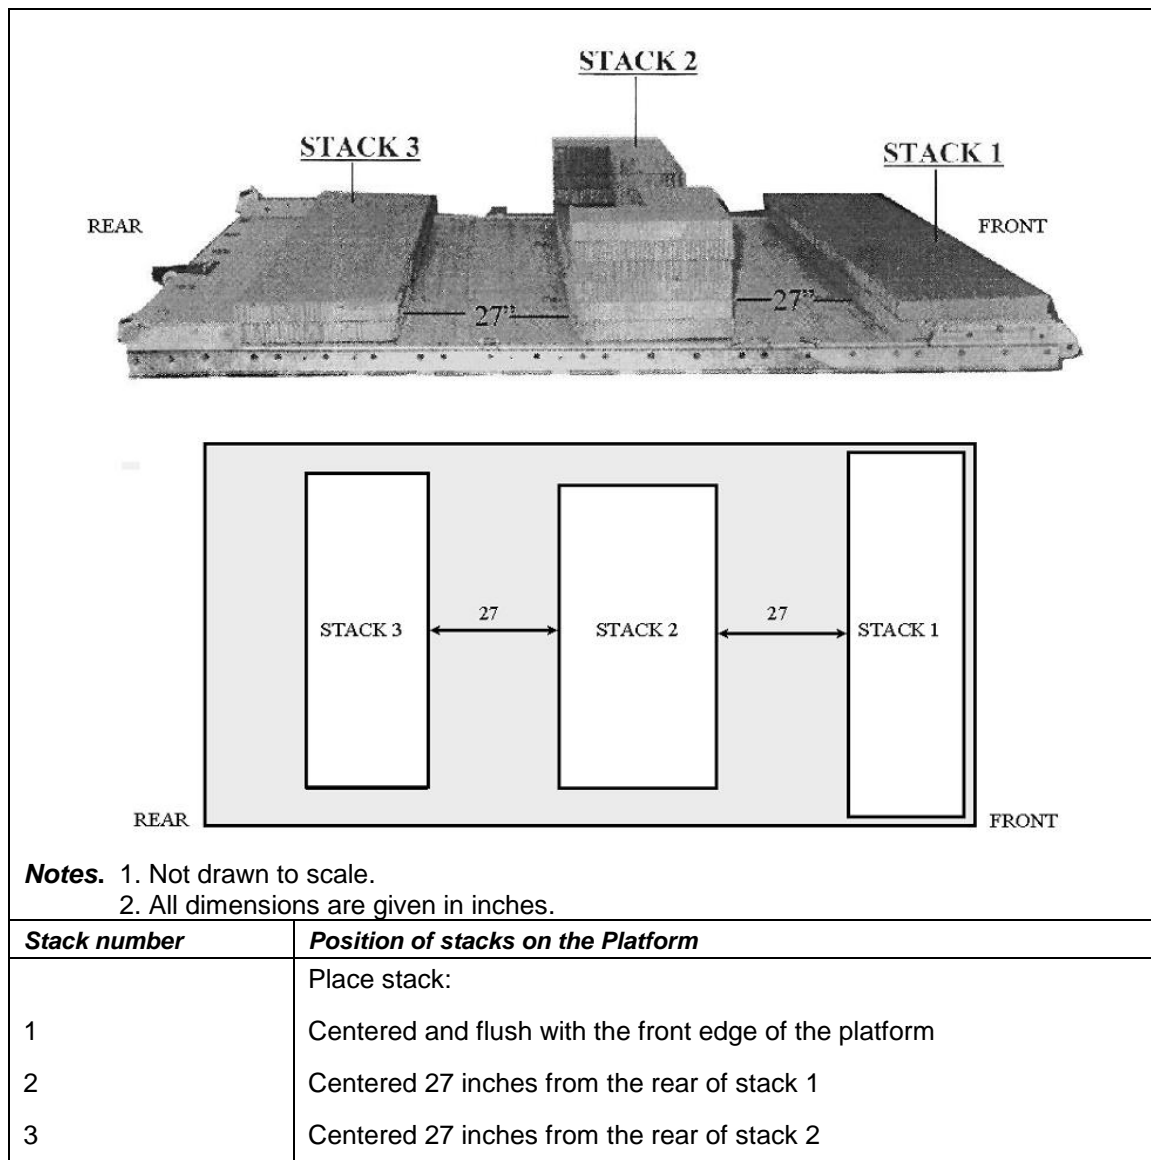 STACK 2
STACK 3
STACK 1
REAR
FRONT
27”
27”
27
27
STACK 3
STACK 2
STACK 1
REAR
FRONT
Notes. 1. Not drawn to scale.
2. All dimensions are given in inches.
Stack number Position of stacks on the Platform
Place stack:
1 Centered and flush with the front edge of the platform
2 Centered 27 inches from the rear of stack 1
3 Centered 27 inches from the rear of stack 2